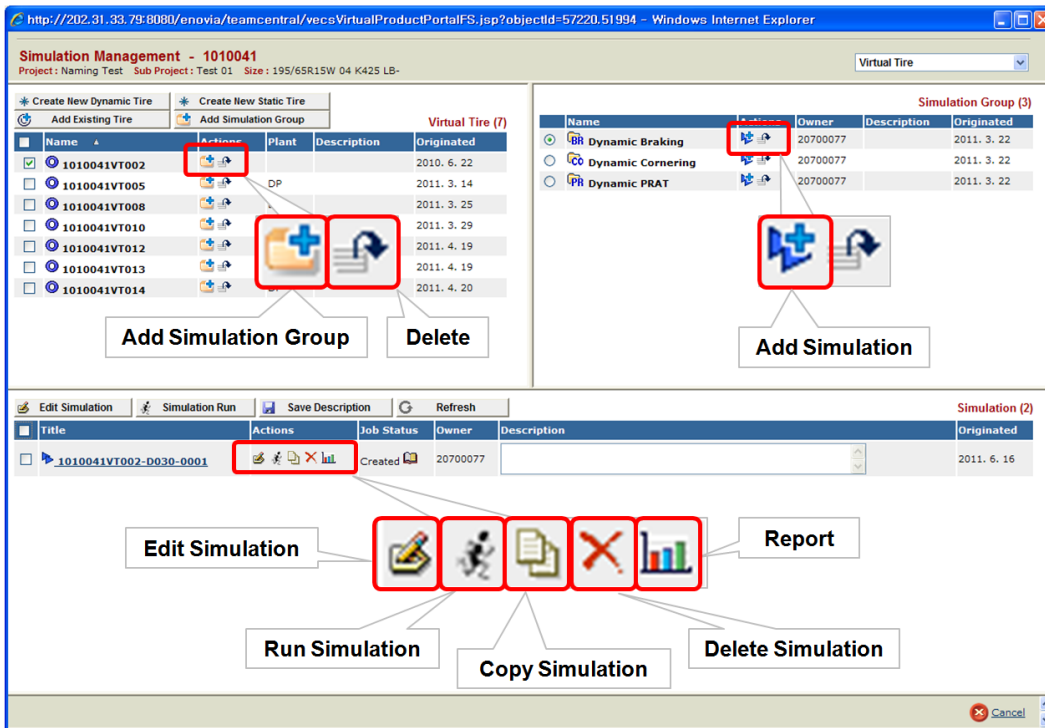 http://202.31.33.79:8080/enovia/teamcentral/vecsVirtualProductPortalFS.jsp?objectId=57220.51994 - Windows Internet Explorer
Simulation Management - 1010041
Project : Naming Test Sub Project : Test 01 Size : 195/65R15W 04 K425 LB-
Virtual Tire
Create New Dynamic Tire Create New Static Tire
Add Existing Tire Add Simulation Group
Virtual Tire (7)
Name Actions Plant Description Originated
1010041VT002 2010. 6. 22
1010041VT005 DP 2011. 3. 14
1010041VT008 2011. 3. 25
1010041VT010 2011. 3. 29
1010041VT012 2011. 4. 19
1010041VT013 2011. 4. 19
1010041VT014 2011. 4. 20
Add Simulation Group
Delete
Simulation Group (3)
Name Actions Owner Description Originated
BR Dynamic Braking 20700077 2011. 3. 22
CO Dynamic Cornering 20700077 2011. 3. 22
PR Dynamic PRAT 20700077 2011. 3. 22
Add Simulation
Edit Simulation Simulation Run Save Description Refresh
Simulation (2)
Title Actions Job Status Owner Description Originated
1010041VT002-D030-0001 Created 20700077 2011. 6. 16
Edit Simulation
Report
Run Simulation
Copy Simulation
Delete Simulation
Cancel